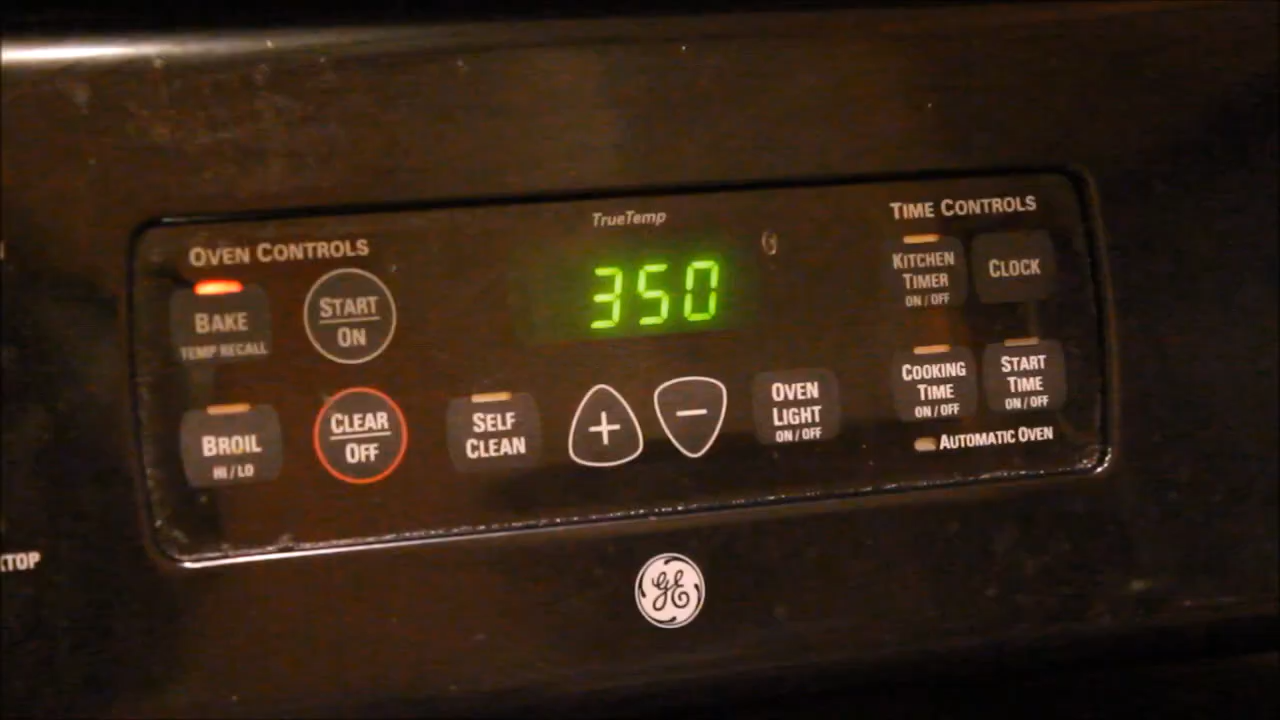 TrueTemp
TIME CONTROLS
OVEN CONTROLS
350
KITCHEN
TIMER
ON / OFF
CLOCK
BAKE
TEMP RECALL
START
ON
COOKING
TIME
ON / OFF
START
TIME
ON / OFF
BROIL
HI / LO
CLEAR
OFF
SELF
CLEAN
+
−
OVEN
LIGHT
ON / OFF
AUTOMATIC OVEN
GE